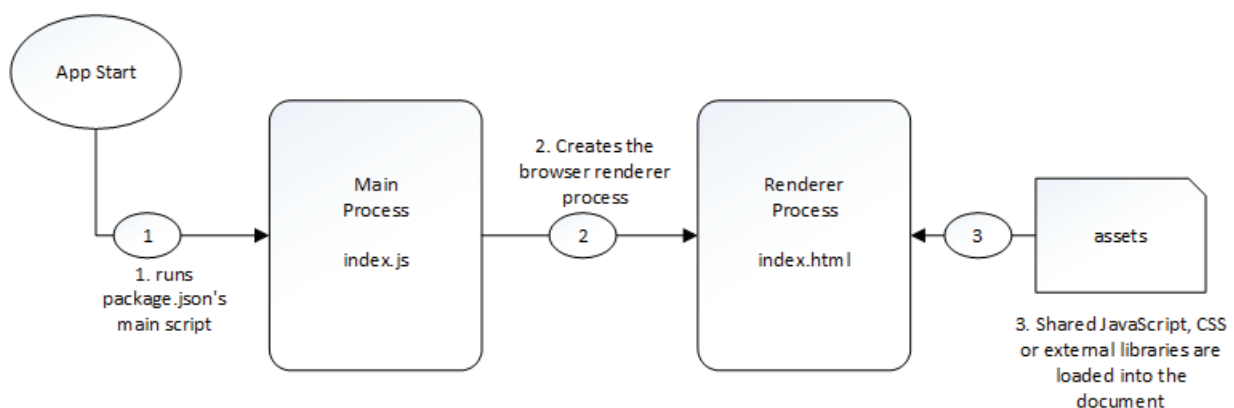 App Start
1
1. runs
package.json's
main script
Main
Process
index.js
2. Creates the
browser renderer
process
2
Renderer
Process
index.html
3
assets
3. Shared JavaScript, CSS
or external libraries are
loaded into the
document